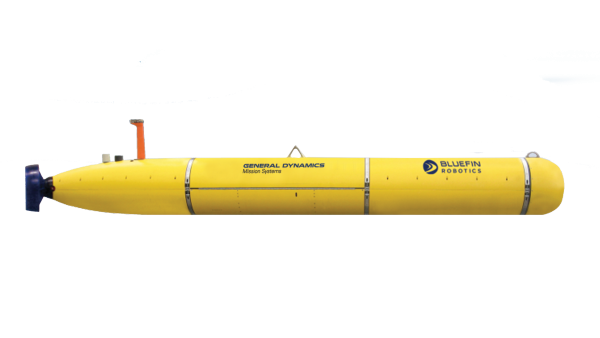 GENERAL DYNAMICS
Mission Systems
BLUEFIN
ROBOTICS